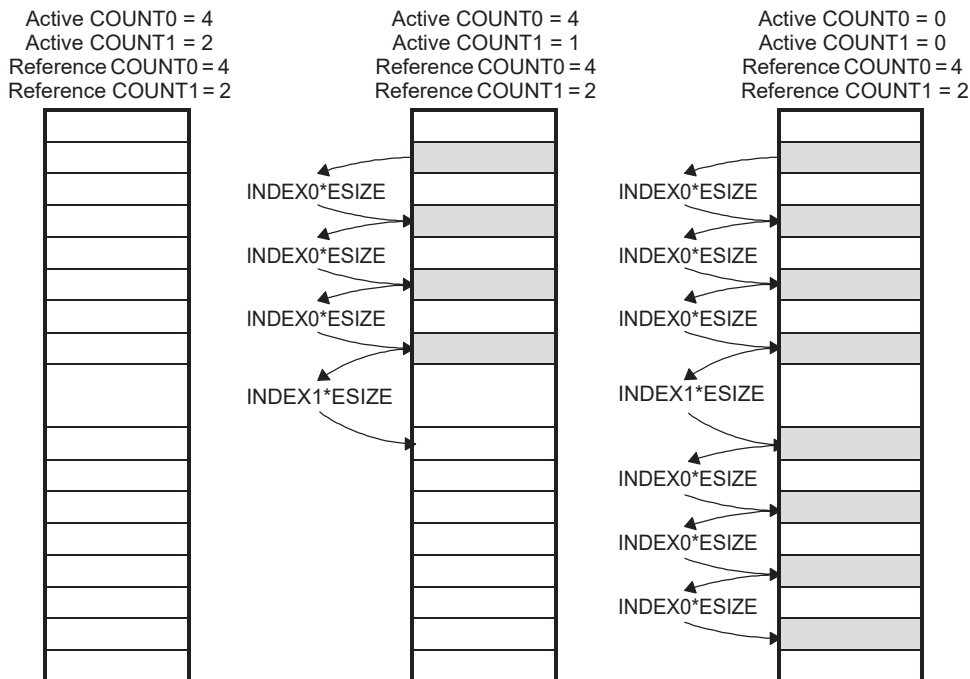 Active COUNT0 = 4
Active COUNT1 = 2
Reference COUNT0 = 4
Reference COUNT1 = 2
Active COUNT0 = 4
Active COUNT1 = 1
Reference COUNT0 = 4
Reference COUNT1 = 2
INDEX0*ESIZE
INDEX0*ESIZE
INDEX0*ESIZE
INDEX1*ESIZE
Active COUNT0 = 0
Active COUNT1 = 0
Reference COUNT0 = 4
Reference COUNT1 = 2
INDEX0*ESIZE
INDEX0*ESIZE
INDEX0*ESIZE
INDEX1*ESIZE
INDEX0*ESIZE
INDEX0*ESIZE
INDEX0*ESIZE